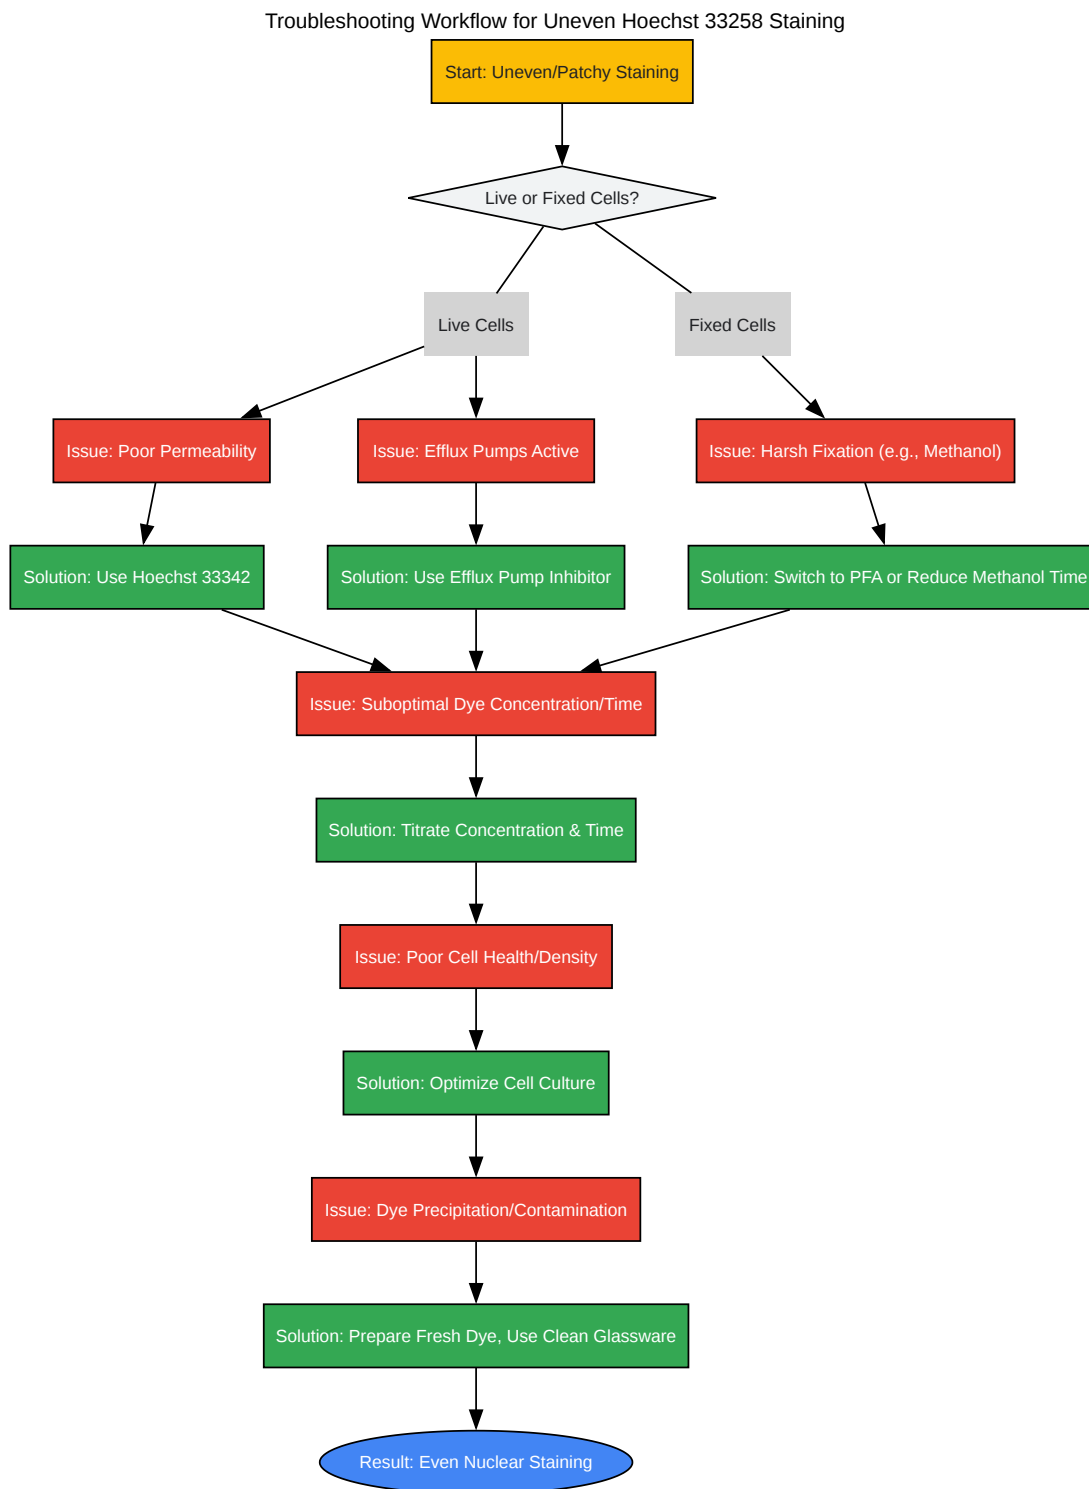 Troubleshooting Workflow for Uneven Hoechst 33258 Staining
Start: Uneven/Patchy Staining
Live or Fixed Cells?
Live Cells
Fixed Cells
Issue: Poor Permeability
Issue: Efflux Pumps Active
Issue: Harsh Fixation (e.g., Methanol)
Solution: Use Hoechst 33342
Solution: Use Efflux Pump Inhibitor
Solution: Switch to PFA or Reduce Methanol Time
Issue: Suboptimal Dye Concentration/Time
Solution: Titrate Concentration & Time
Issue: Poor Cell Health/Density
Solution: Optimize Cell Culture
Issue: Dye Precipitation/Contamination
Solution: Prepare Fresh Dye, Use Clean Glassware
Result: Even Nuclear Staining